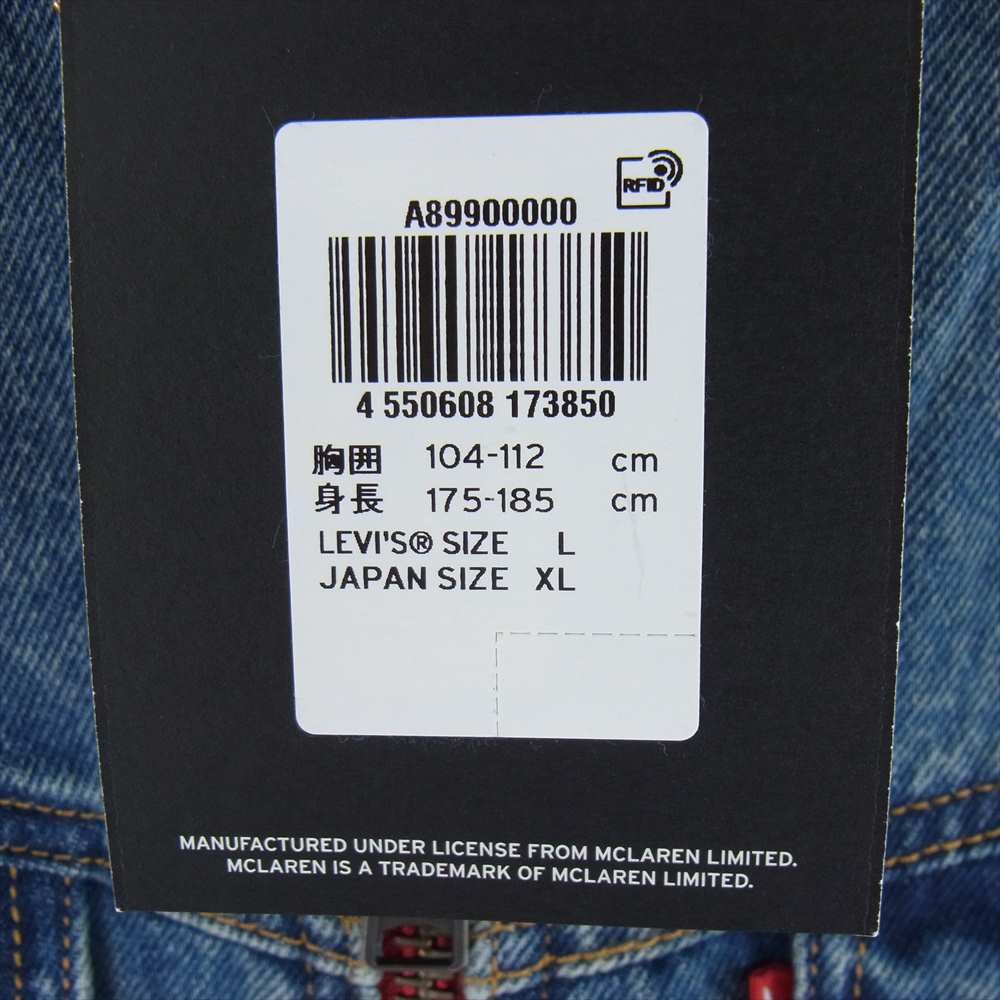 RFID
A89900000
4 550608 173850
胸囲 104-112 cm
身長 175-185 cm
LEVI'S® SIZE L
JAPAN SIZE XL
MANUFACTURED UNDER LICENSE FROM MCLAREN LIMITED.
MCLAREN IS A TRADEMARK OF MCLAREN LIMITED.